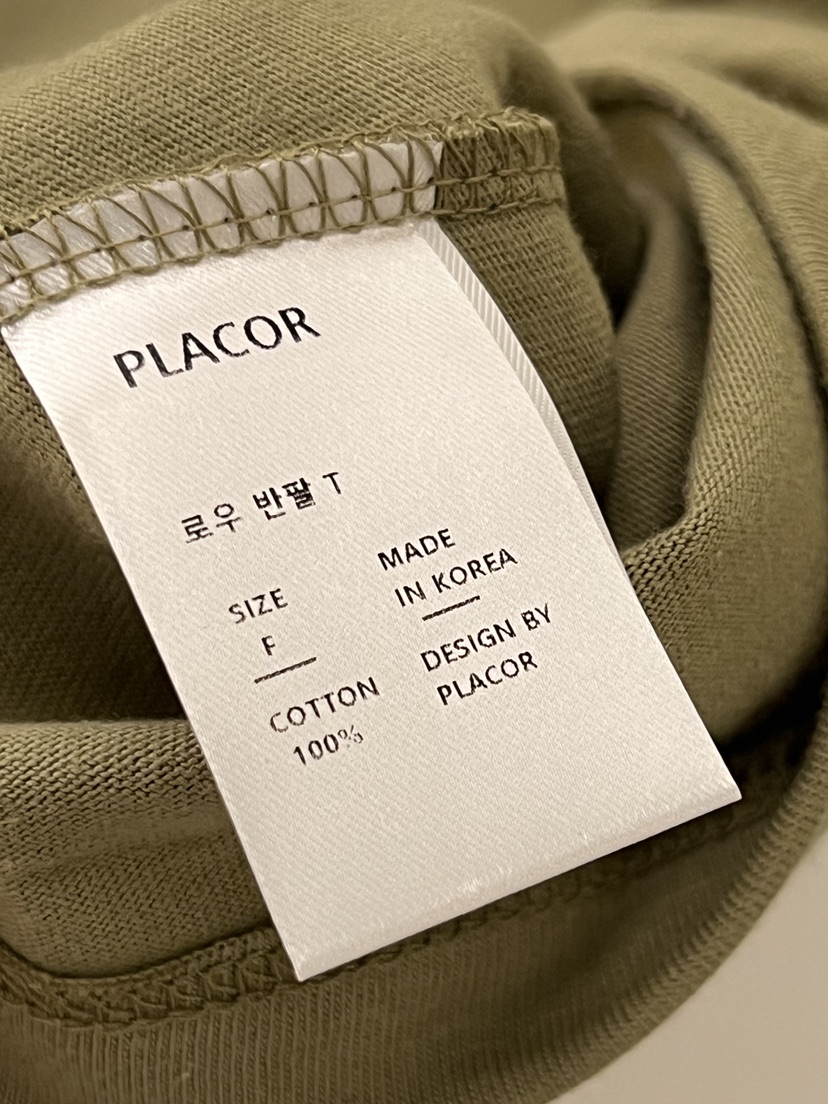 PLACOR
로우 반팔 T
SIZE
F
COTTON
100%
MADE
IN KOREA
DESIGN BY
PLACOR